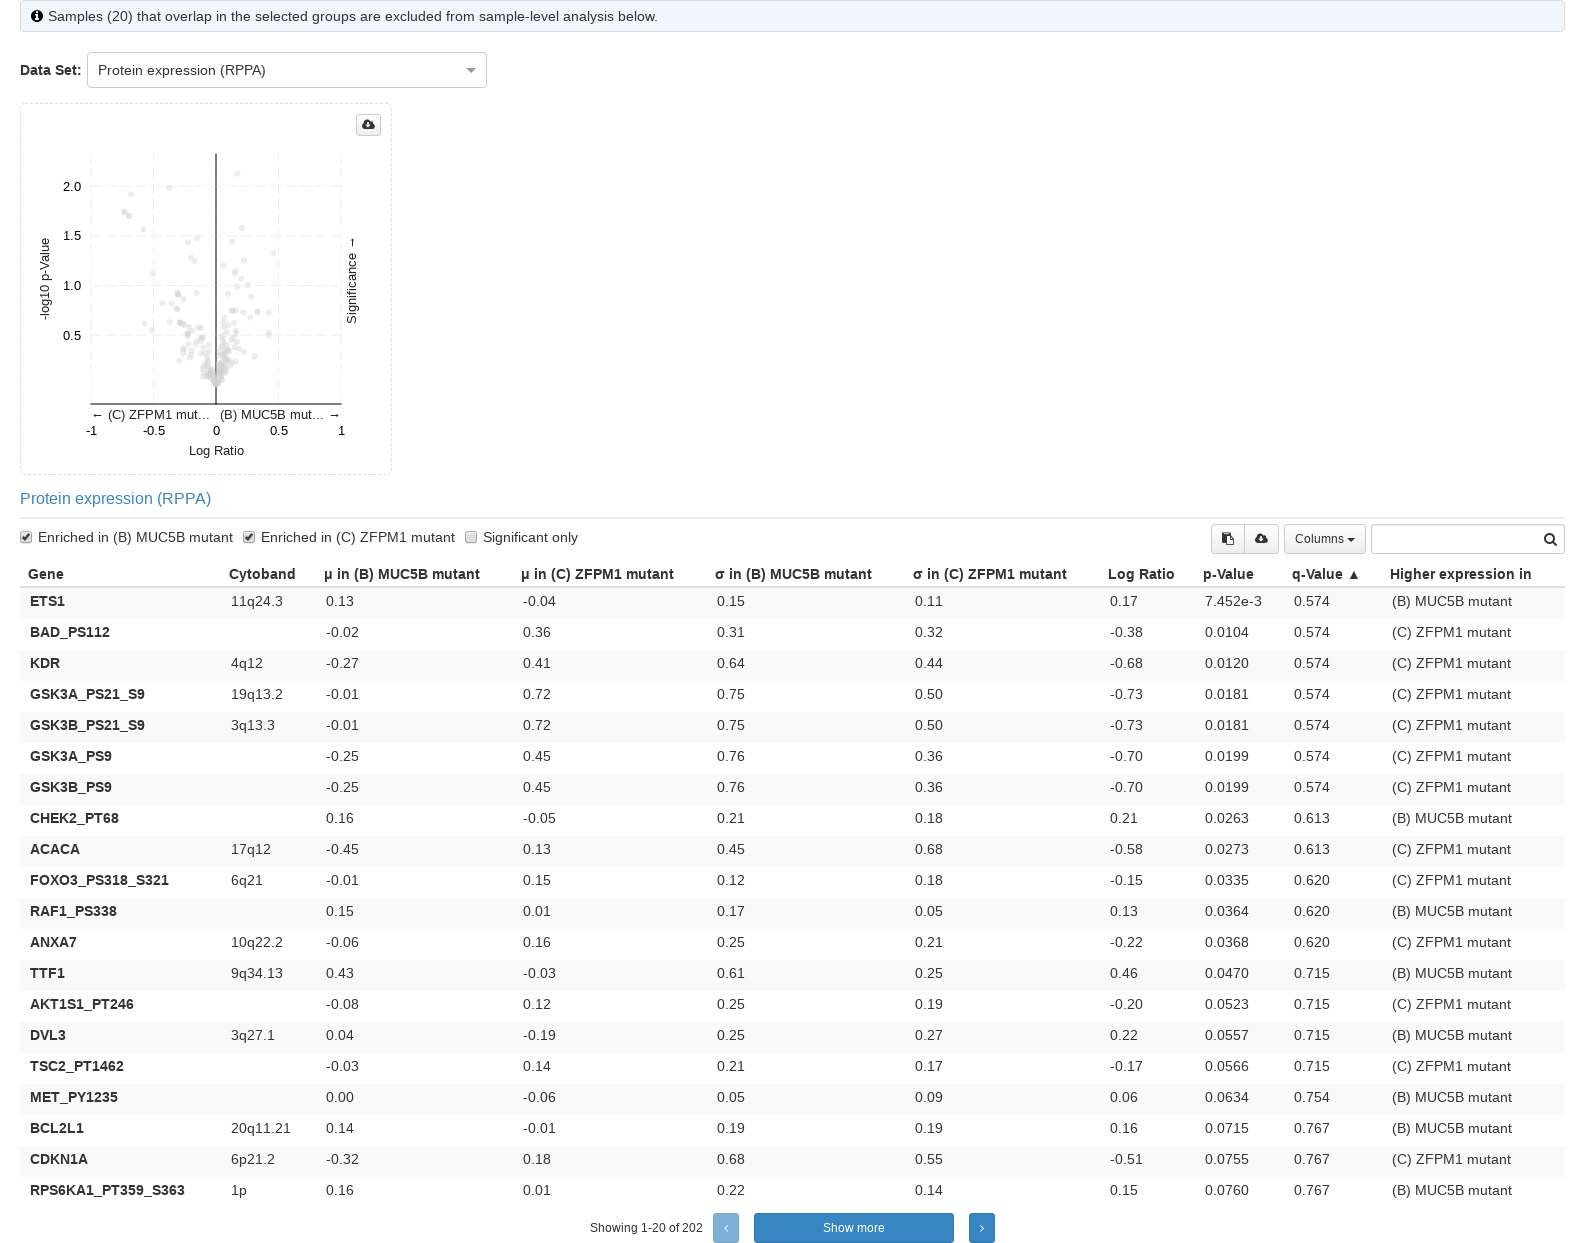 Samples (20) that overlap in the selected groups are excluded from sample-level analysis below.
Data Set: Protein expression (RPPA)
2.0
1.5
1.0
0.5
-log10 p-Value
Significance →
← (C) ZFPM1 mut... (B) MUC5B mut... →
-1 -0.5 0 0.5 1
Log Ratio
Protein expression (RPPA)
Enriched in (B) MUC5B mutant Enriched in (C) ZFPM1 mutant Significant only Columns
Gene Cytoband μ in (B) MUC5B mutant μ in (C) ZFPM1 mutant σ in (B) MUC5B mutant σ in (C) ZFPM1 mutant Log Ratio p-Value q-Value ▲ Higher expression in
ETS1 11q24.3 0.13 -0.04 0.15 0.11 0.17 7.452e-3 0.574 (B) MUC5B mutant
BAD_PS112 -0.02 0.36 0.31 0.32 -0.38 0.0104 0.574 (C) ZFPM1 mutant
KDR 4q12 -0.27 0.41 0.64 0.44 -0.68 0.0120 0.574 (C) ZFPM1 mutant
GSK3A_PS21_S9 19q13.2 -0.01 0.72 0.75 0.50 -0.73 0.0181 0.574 (C) ZFPM1 mutant
GSK3B_PS21_S9 3q13.3 -0.01 0.72 0.75 0.50 -0.73 0.0181 0.574 (C) ZFPM1 mutant
GSK3A_PS9 -0.25 0.45 0.76 0.36 -0.70 0.0199 0.574 (C) ZFPM1 mutant
GSK3B_PS9 -0.25 0.45 0.76 0.36 -0.70 0.0199 0.574 (C) ZFPM1 mutant
CHEK2_PT68 0.16 -0.05 0.21 0.18 0.21 0.0263 0.613 (B) MUC5B mutant
ACACA 17q12 -0.45 0.13 0.45 0.68 -0.58 0.0273 0.613 (C) ZFPM1 mutant
FOXO3_PS318_S321 6q21 -0.01 0.15 0.12 0.18 -0.15 0.0335 0.620 (C) ZFPM1 mutant
RAF1_PS338 0.15 0.01 0.17 0.05 0.13 0.0364 0.620 (B) MUC5B mutant
ANXA7 10q22.2 -0.06 0.16 0.25 0.21 -0.22 0.0368 0.620 (C) ZFPM1 mutant
TTF1 9q34.13 0.43 -0.03 0.61 0.25 0.46 0.0470 0.715 (B) MUC5B mutant
AKT1S1_PT246 -0.08 0.12 0.25 0.19 -0.20 0.0523 0.715 (C) ZFPM1 mutant
DVL3 3q27.1 0.04 -0.19 0.25 0.27 0.22 0.0557 0.715 (B) MUC5B mutant
TSC2_PT1462 -0.03 0.14 0.21 0.17 -0.17 0.0566 0.715 (C) ZFPM1 mutant
MET_PY1235 0.00 -0.06 0.05 0.09 0.06 0.0634 0.754 (B) MUC5B mutant
BCL2L1 20q11.21 0.14 -0.01 0.19 0.19 0.16 0.0715 0.767 (B) MUC5B mutant
CDKN1A 6p21.2 -0.32 0.18 0.68 0.55 -0.51 0.0755 0.767 (C) ZFPM1 mutant
RPS6KA1_PT359_S363 1p 0.16 0.01 0.22 0.14 0.15 0.0760 0.767 (B) MUC5B mutant
Showing 1-20 of 202 ‹ Show more ›